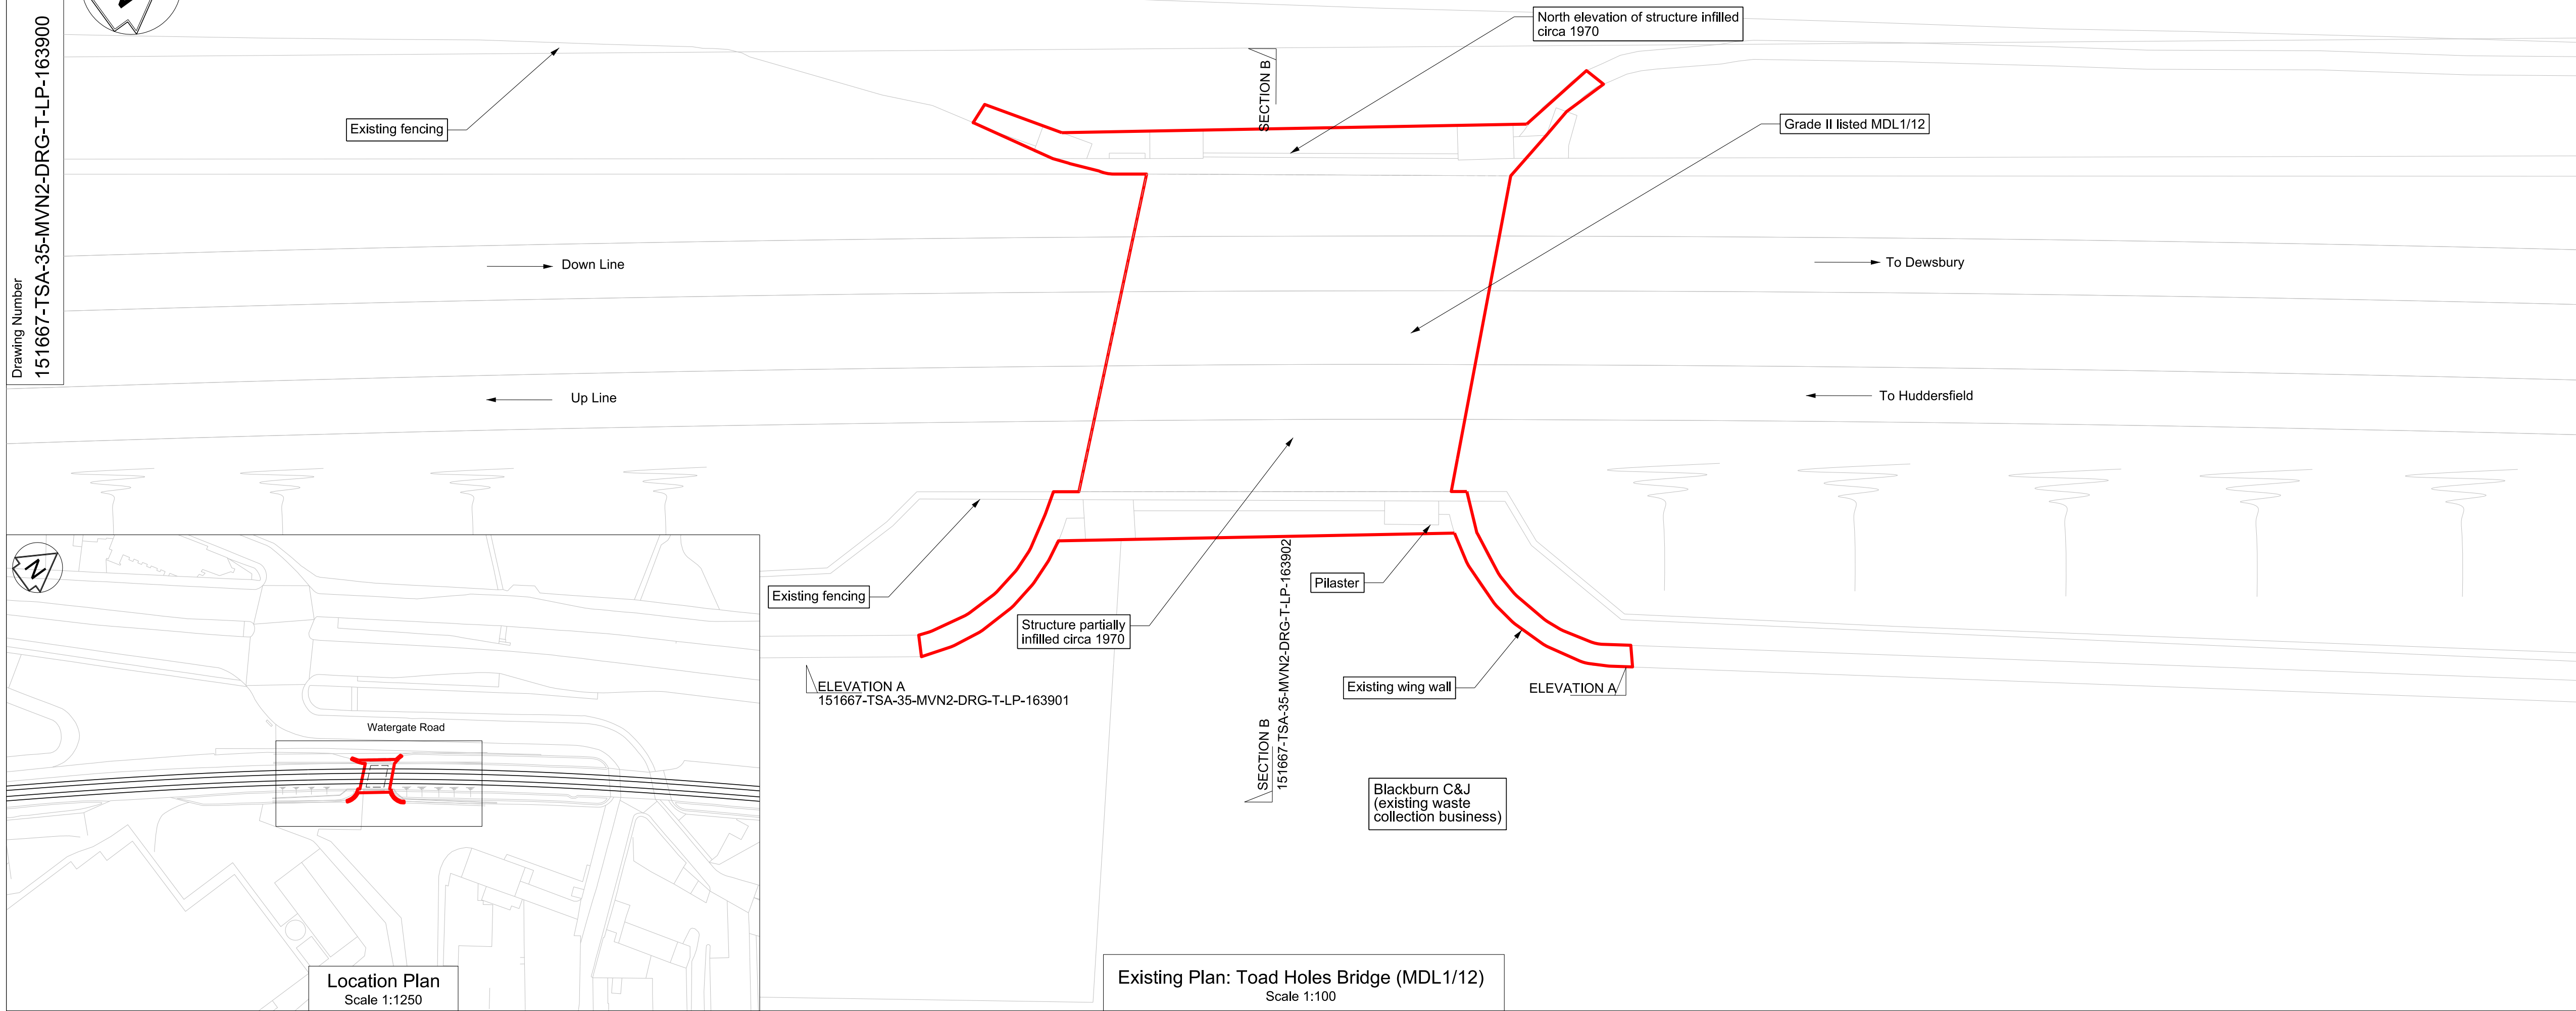 Drawing Number
151667-TSA-35-MVN2-DRG-T-LP-163900
North elevation of structure infilled
circa 1970
SECTION B
Existing fencing
Grade II listed MDL1/12
Down Line
To Dewsbury
Up Line
To Huddersfield
N
Existing fencing
Structure partially
infilled circa 1970
Pilaster
Existing wing wall
ELEVATION A
151667-TSA-35-MVN2-DRG-T-LP-163901
ELEVATION A
SECTION B
151667-TSA-35-MVN2-DRG-T-LP-163902
Watergate Road
Blackburn C&J
(existing waste
collection business)
Location Plan
Scale 1:1250
Existing Plan: Toad Holes Bridge (MDL1/12)
Scale 1:100